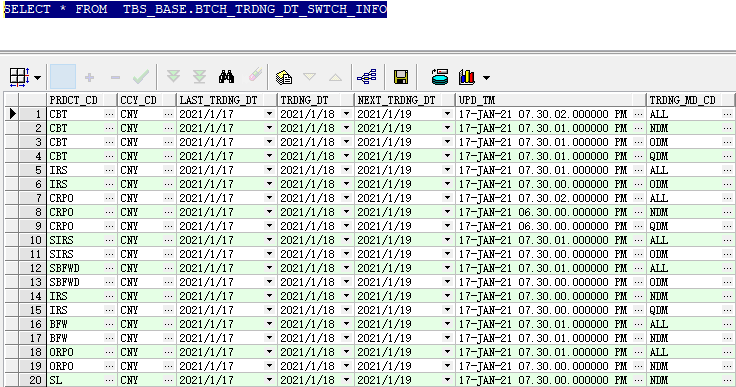 SELECT * FROM  TBS_BASE.BTCH_TRDNG_DT_SWTCH_INFO
PRDCT_CD CCY_CD LAST_TRDNG_DT TRDNG_DT NEXT_TRDNG_DT UPD_TM TRDNG_MD_CD
1 CBT CNY 2021/1/17 2021/1/18 2021/1/19 17-JAN-21 07.30.02.000000 PM ALL
2 CBT CNY 2021/1/17 2021/1/18 2021/1/19 17-JAN-21 07.30.01.000000 PM NDM
3 CBT CNY 2021/1/17 2021/1/18 2021/1/19 17-JAN-21 07.30.01.000000 PM ODM
4 CBT CNY 2021/1/17 2021/1/18 2021/1/19 17-JAN-21 07.30.01.000000 PM QDM
5 IRS CNY 2021/1/17 2021/1/18 2021/1/19 17-JAN-21 07.30.01.000000 PM ALL
6 IRS CNY 2021/1/17 2021/1/18 2021/1/19 17-JAN-21 07.30.00.000000 PM ODM
7 CRPO CNY 2021/1/17 2021/1/18 2021/1/19 17-JAN-21 07.30.02.000000 PM ALL
8 CRPO CNY 2021/1/17 2021/1/18 2021/1/19 17-JAN-21 06.30.00.000000 PM NDM
9 CRPO CNY 2021/1/17 2021/1/18 2021/1/19 17-JAN-21 06.30.00.000000 PM QDM
10 SIRS CNY 2021/1/17 2021/1/18 2021/1/19 17-JAN-21 07.30.01.000000 PM ALL
11 SIRS CNY 2021/1/17 2021/1/18 2021/1/19 17-JAN-21 07.30.00.000000 PM ODM
12 SBFWD CNY 2021/1/17 2021/1/18 2021/1/19 17-JAN-21 07.30.01.000000 PM ALL
13 SBFWD CNY 2021/1/17 2021/1/18 2021/1/19 17-JAN-21 07.30.00.000000 PM ODM
14 IRS CNY 2021/1/17 2021/1/18 2021/1/19 17-JAN-21 07.30.01.000000 PM NDM
15 IRS CNY 2021/1/17 2021/1/18 2021/1/19 17-JAN-21 07.30.00.000000 PM QDM
16 BFW CNY 2021/1/17 2021/1/18 2021/1/19 17-JAN-21 07.30.01.000000 PM ALL
17 BFW CNY 2021/1/17 2021/1/18 2021/1/19 17-JAN-21 07.30.01.000000 PM NDM
18 ORPO CNY 2021/1/17 2021/1/18 2021/1/19 17-JAN-21 07.30.01.000000 PM ALL
19 ORPO CNY 2021/1/17 2021/1/18 2021/1/19 17-JAN-21 07.30.00.000000 PM NDM
20 SL CNY 2021/1/17 2021/1/18 2021/1/19 17-JAN-21 07.30.00.000000 PM NDM